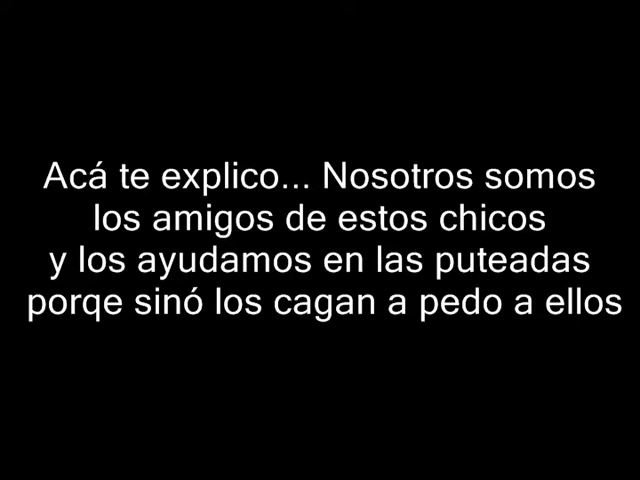 Acá te explico... Nosotros somos
los amigos de estos chicos
y los ayudamos en las puteadas
porqe sinó los cagan a pedo a ellos